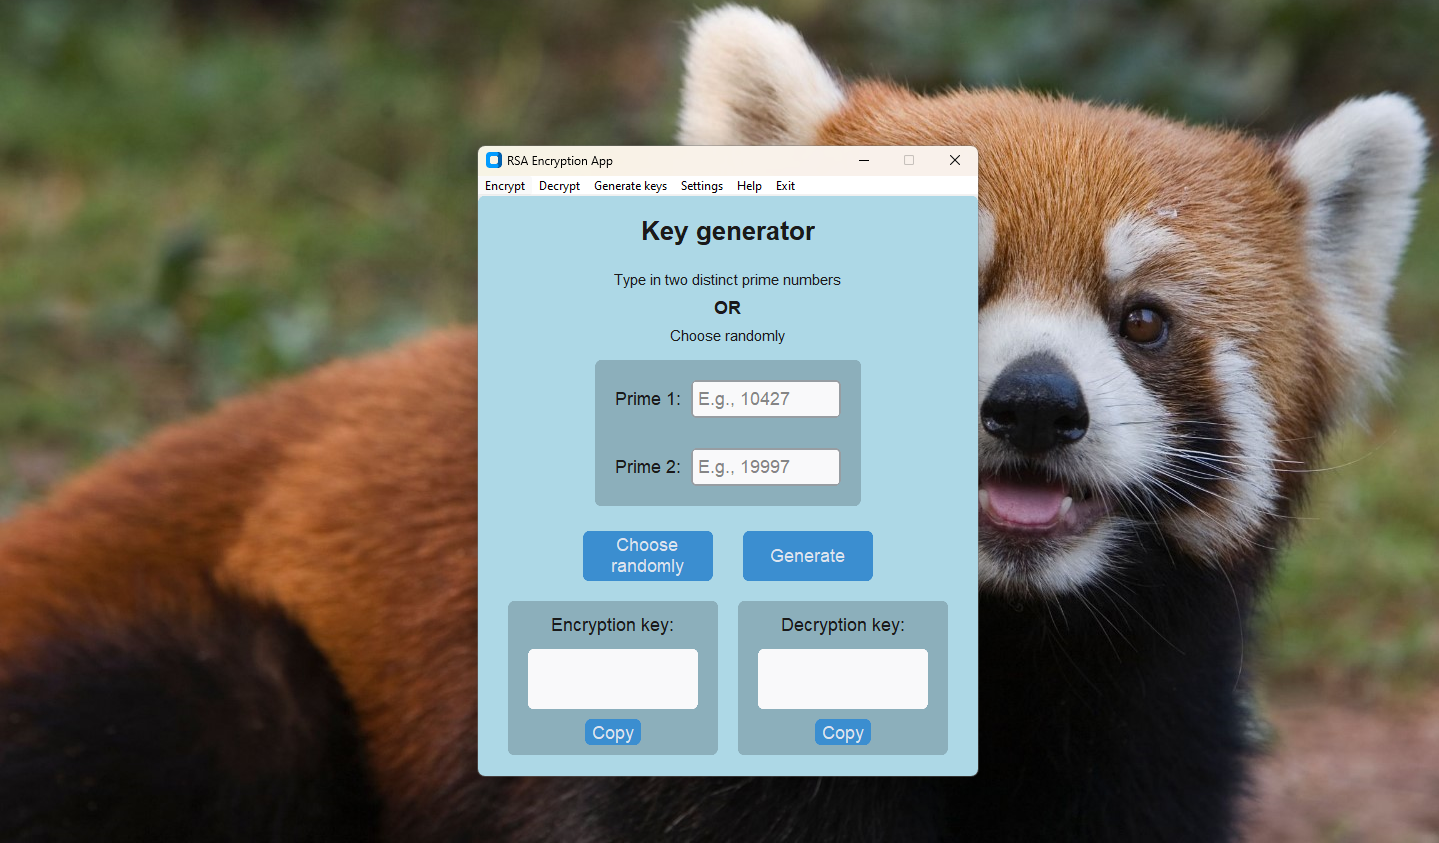 RSA Encryption App
Encrypt Decrypt Generate keys Settings Help Exit
Key generator
Type in two distinct prime numbers
OR
Choose randomly
Prime 1: E.g., 10427
Prime 2: E.g., 19997
Choose
randomly
Generate
Encryption key:
Decryption key:
Copy
Copy